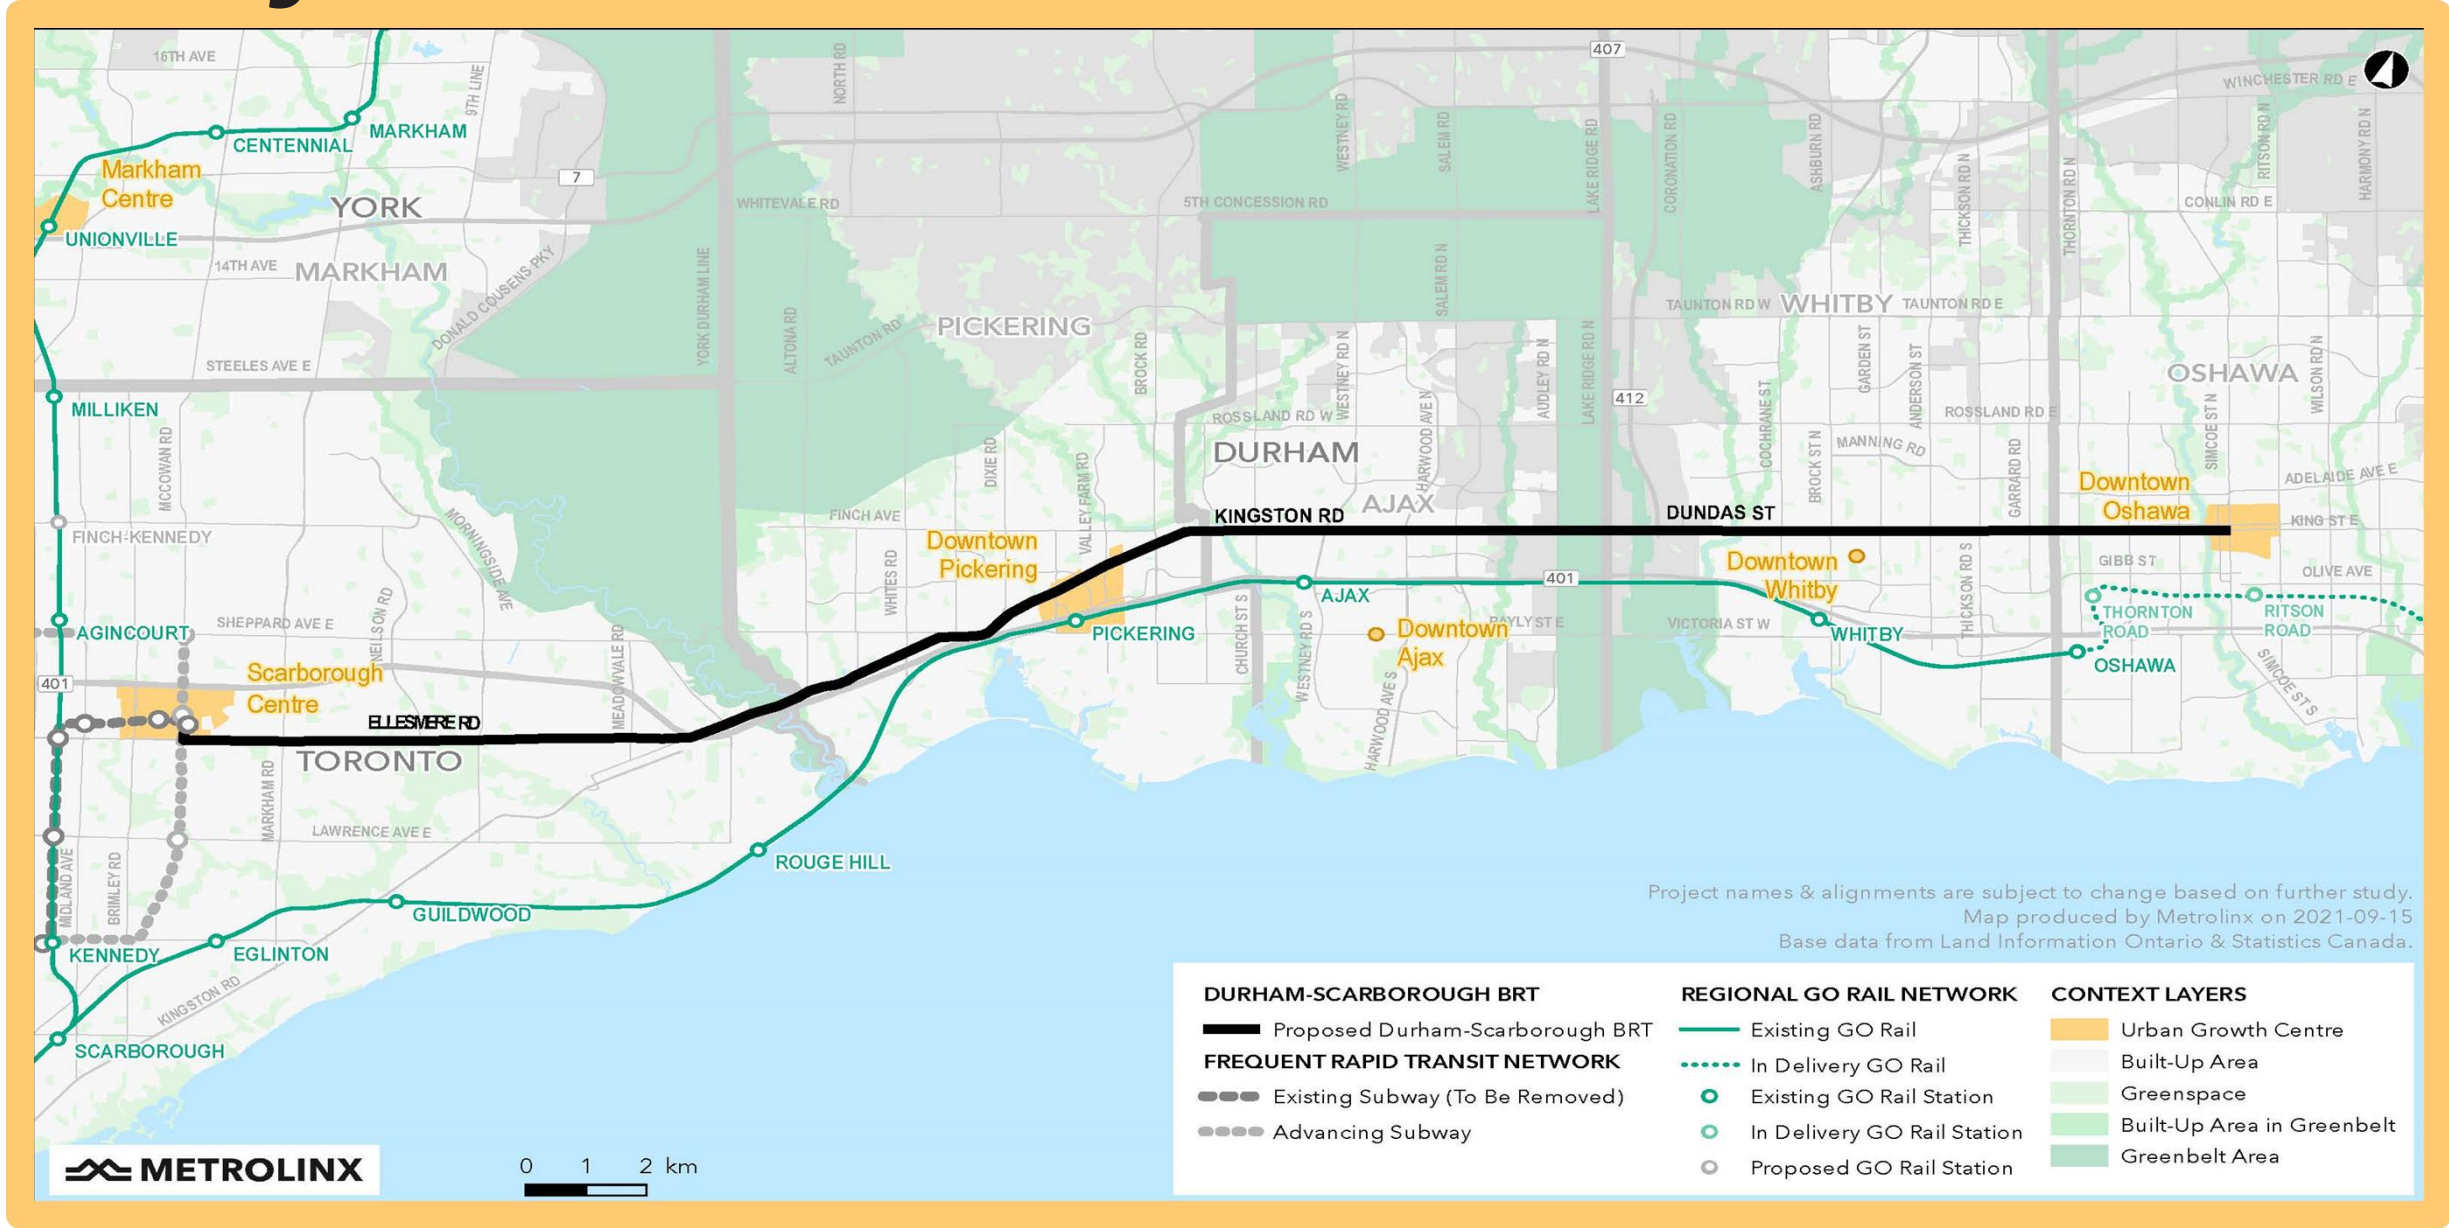 407
16TH AVE
9TH LINE
NORTH RD
WINCHESTER RD E
WESTNEY RD
SALEM RD
LAKE RIDGE RD
CORONATION RD
ASHBURN RD
THICKSON RD N
THORNTON RD N
RITSON RD N
HARMONY RD N
MARKHAM
CENTENNIAL
Markham
Centre
7
YORK
WHITEVALE RD
5TH CONCESSION RD
CONLIN RD E
UNIONVILLE
14TH AVE
MARKHAM
DONALD COUSENS PKY
YORK DURHAM LINE
ALTONA RD
TAUNTON RD
PICKERING
BROCK RD
SALEM RD N
TAUNTON RD W
WHITBY
TAUNTON RD E
STEELES AVE E
WESTNEY RD N
AUDLEY RD N
LAKE RIDGE RD N
412
COCHRANE ST
GARDEN ST
ANDERSON ST
OSHAWA
WILSON RD N
SIMCOE ST N
MILLIKEN
MCCOWAN RD
ROSSLAND RD W
ROSSLAND RD E
HARWOOD AVE N
MANNING RD
BROCK ST N
GARRARD RD
DURHAM
DIXIE RD
VALLEY FARM RD
ADELAIDE AVE E
Downtown
Oshawa
AJAX
KINGSTON RD
DUNDAS ST
KING ST E
FINCH AVE
FINCH-KENNEDY
MORNINGSIDE AVE
Downtown
Pickering
WHITES RD
Downtown
Whitby
GIBB ST
OLIVE AVE
401
AJAX
THICKSON RD S
THORNTON
ROAD
RITSON
ROAD
AGINCOURT
SHEPPARD AVE E
NEILSON RD
MEADOWVALE RD
PICKERING
CHURCH ST S
WESTNEY RD S
Downtown
Ajax
BAYLY ST E
VICTORIA ST W
WHITBY
OSHAWA
SIMCOE ST S
401
Scarborough
Centre
ELLESMERE RD
TORONTO
HARWOOD AVE S
MARKHAM RD
LAWRENCE AVE E
MIDLAND AVE
BRIMLEY RD
ROUGE HILL
GUILDWOOD
KENNEDY
EGLINTON
KINGSTON RD
SCARBOROUGH
Project names & alignments are subject to change based on further study.
Map produced by Metrolinx on 2021-09-15
Base data from Land Information Ontario & Statistics Canada.
DURHAM-SCARBOROUGH BRT
Proposed Durham-Scarborough BRT
FREQUENT RAPID TRANSIT NETWORK
Existing Subway (To Be Removed)
Advancing Subway
REGIONAL GO RAIL NETWORK
Existing GO Rail
In Delivery GO Rail
Existing GO Rail Station
In Delivery GO Rail Station
Proposed GO Rail Station
CONTEXT LAYERS
Urban Growth Centre
Built-Up Area
Greenspace
Built-Up Area in Greenbelt
Greenbelt Area
METROLINX
0 1 2 km